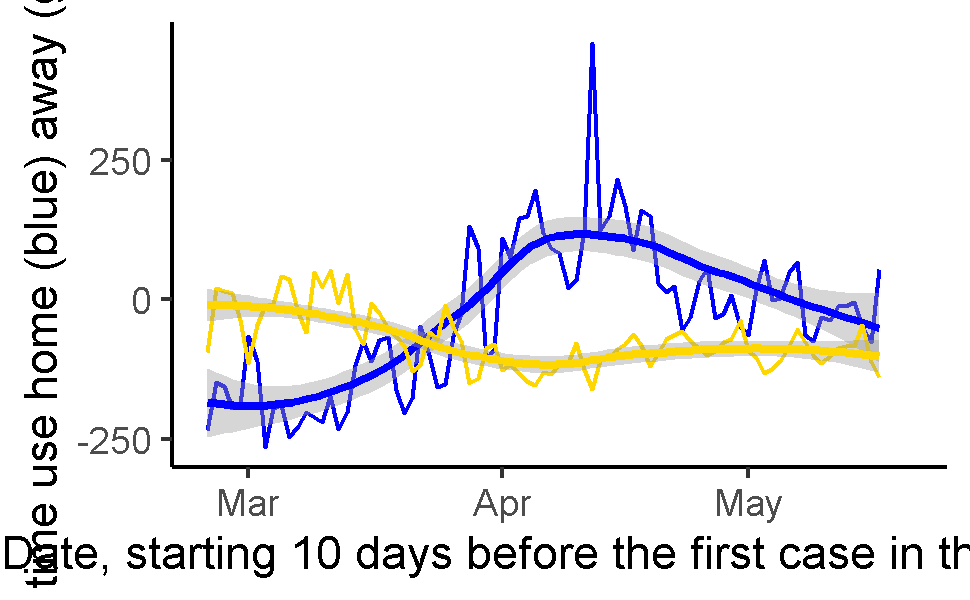 time use home (blue) away (
250
0
-250
Mar
Apr
May
Date, starting 10 days before the first case in th